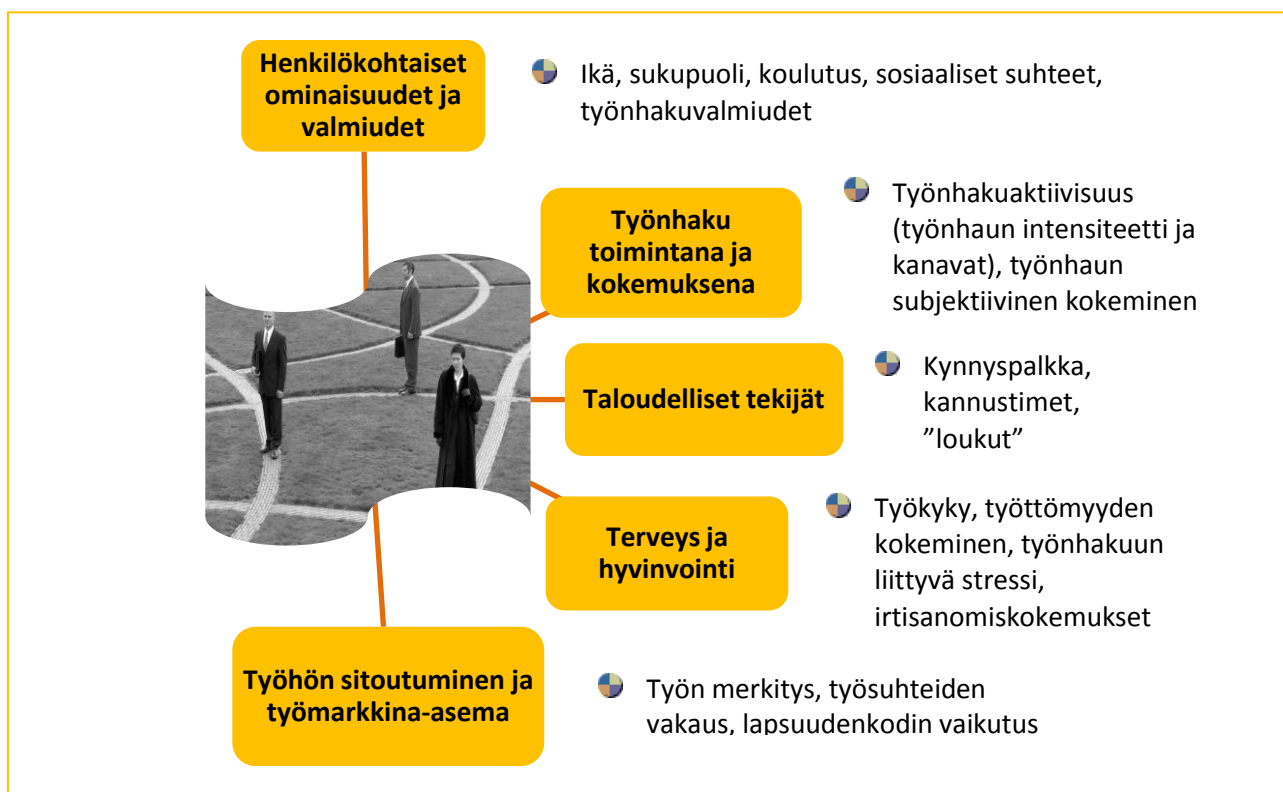 Henkilökohtaiset
ominaisuudet ja
valmiudet
Ikä, sukupuoli, koulutus, sosiaaliset suhteet,
työnhakuvalmiudet
Työnhaku
toimintana ja
kokemuksena
Työnhakuaktiivisuus
(työnhaun intensiteetti ja
kanavat), työnhaun
subjektiivinen kokeminen
Taloudelliset tekijät
Kynnyspalkka,
kannustimet,
”loukut”
Terveys ja
hyvinvointi
Työkyky, työttömyyden
kokeminen, työnhakuun
liittyvä stressi,
irtisanomiskokemukset
Työhön sitoutuminen ja
työmarkkina-asema
Työn merkitys, työsuhteiden
vakaus, lapsuudenkodin vaikutus